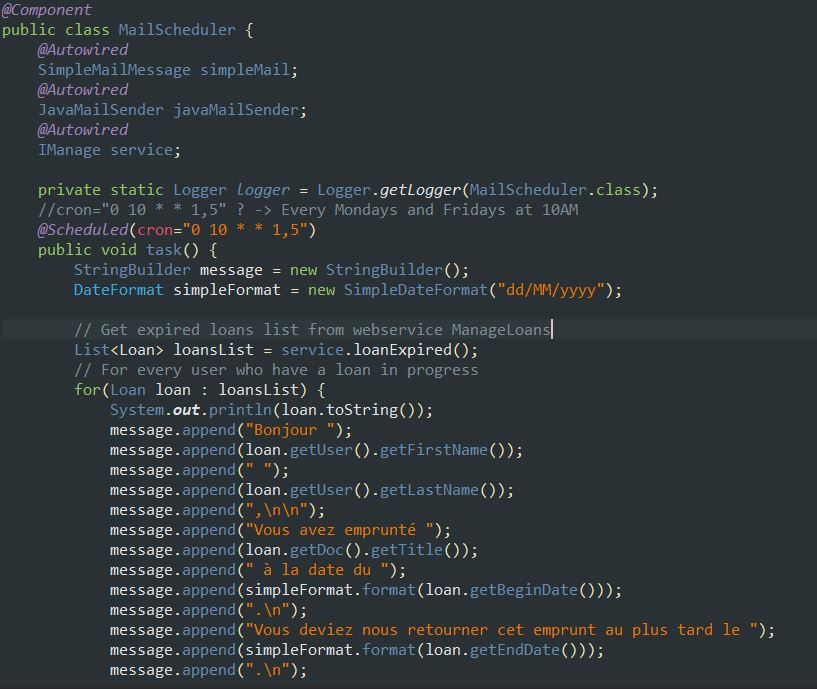 @Component
public class MailScheduler {
    @Autowired
    SimpleMailMessage simpleMail;
    @Autowired
    JavaMailSender javaMailSender;
    @Autowired
    IManage service;

    private static Logger logger = Logger.getLogger(MailScheduler.class);
    //cron="0 10 * * 1,5" ? -> Every Mondays and Fridays at 10AM
    @Scheduled(cron="0 10 * * 1,5")
    public void task() {
        StringBuilder message = new StringBuilder();
        DateFormat simpleFormat = new SimpleDateFormat("dd/MM/yyyy");

        // Get expired loans list from webservice ManageLoans
        List<Loan> loansList = service.loanExpired();
        // For every user who have a loan in progress
        for(Loan loan : loansList) {
            System.out.println(loan.toString());
            message.append("Bonjour ");
            message.append(loan.getUser().getFirstName());
            message.append(" ");
            message.append(loan.getUser().getLastName());
            message.append(",\n\n");
            message.append("Vous avez emprunté ");
            message.append(loan.getDoc().getTitle());
            message.append(" à la date du ");
            message.append(simpleFormat.format(loan.getBeginDate()));
            message.append(".\n");
            message.append("Vous deviez nous retourner cet emprunt au plus tard le ");
            message.append(simpleFormat.format(loan.getEndDate()));
            message.append(".\n");